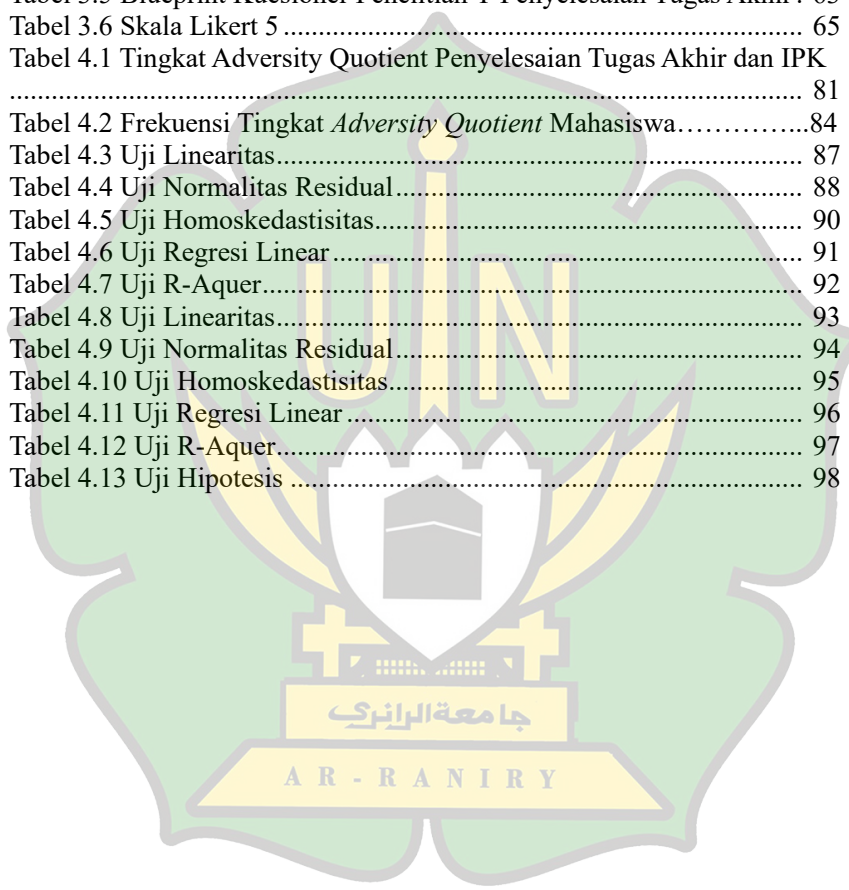 Tabel 3.6 Skala Likert 5 ........................................................................... 65
Tabel 4.1 Tingkat Adversity Quotient Penyelesaian Tugas Akhir dan IPK
........................................................................................................... 81
Tabel 4.2 Frekuensi Tingkat Adversity Quotient Mahasiswa…………...84
Tabel 4.3 Uji Linearitas........................................................................... 87
Tabel 4.4 Uji Normalitas Residual........................................................... 88
Tabel 4.5 Uji Homoskedastisitas............................................................. 90
Tabel 4.6 Uji Regresi Linear ................................................................... 91
Tabel 4.7 Uji R-Aquer............................................................................. 92
Tabel 4.8 Uji Linearitas........................................................................... 93
Tabel 4.9 Uji Normalitas Residual........................................................... 94
Tabel 4.10 Uji Homoskedastisitas........................................................... 95
Tabel 4.11 Uji Regresi Linear ................................................................. 96
Tabel 4.12 Uji R-Aquer........................................................................... 97
Tabel 4.13 Uji Hipotesis ......................................................................... 98
UIN
جامعةالرانري
AR-RANIRY